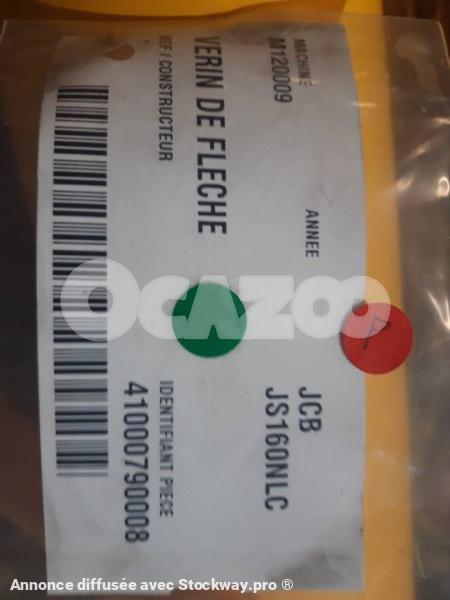 MACHINE
M120009
ANNEE
JCB
JS160NLC
VERIN DE FLECHE
REF / CONSTRUCTEUR
IDENTIFIANT PIECE
41000790008
OCAZOO
Annonce diffusée avec Stockway.pro ®